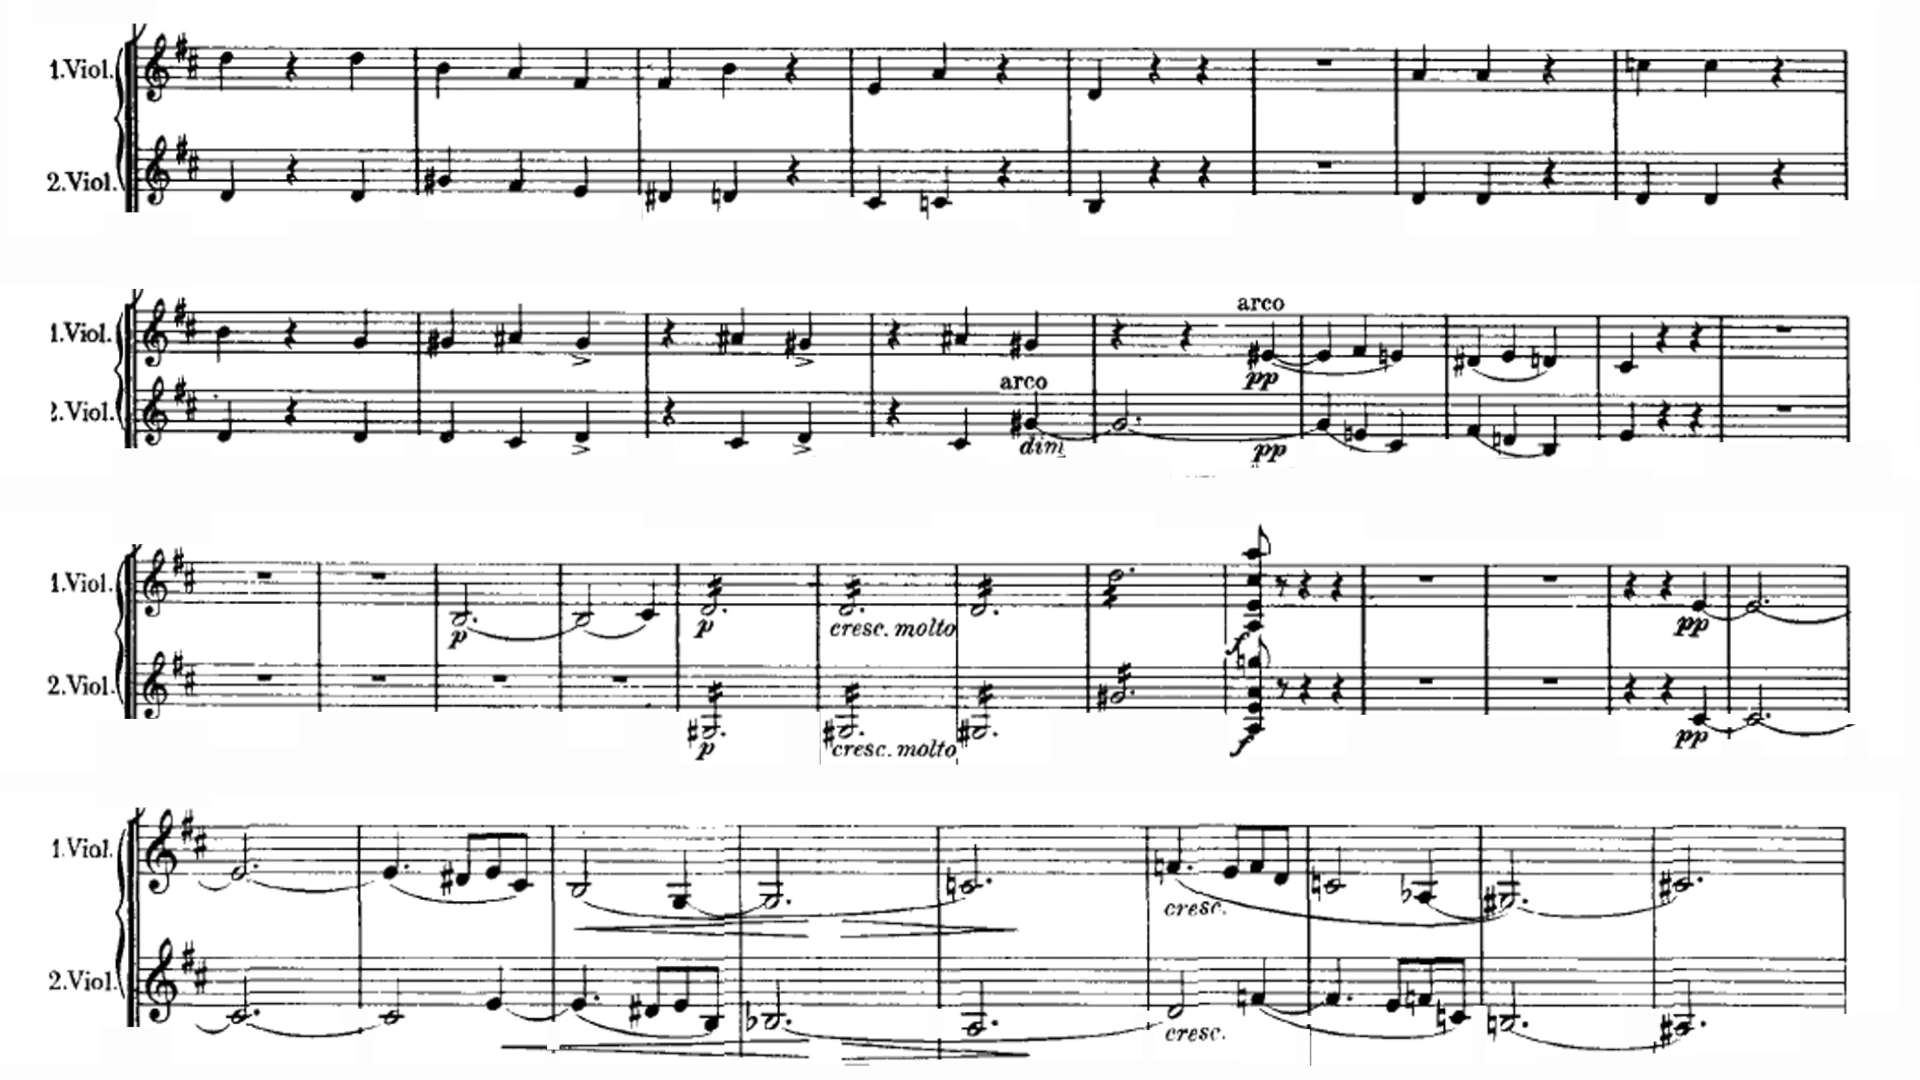 1.Viol.
2.Viol.
arco
1.Viol.
pp
arco
2.Viol.
dim
pp
1.Viol.
p
p
cresc. molto
f
pp
2.Viol.
p
cresc. molto
f
pp
1.Viol.
cresc.
2.Viol.
cresc.